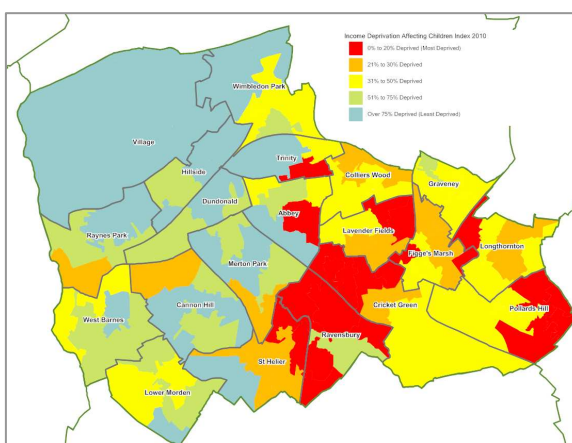 Income Deprivation Affecting Children Index 2010
0% to 20% Deprived (Most Deprived)
21% to 30% Deprived
31% to 50% Deprived
51% to 75% Deprived
Over 75% Deprived (Least Deprived)
Wimbledon Park
Village
Trinity
Hillside
Colliers Wood
Graveney
Dundonald
Abbey
Raynes Park
Lavender Fields
Figge's Marsh
Longthornton
Merton Park
Cannon Hill
Cricket Green
Pollards Hill
West Barnes
Ravensbury
St Helier
Lower Morden